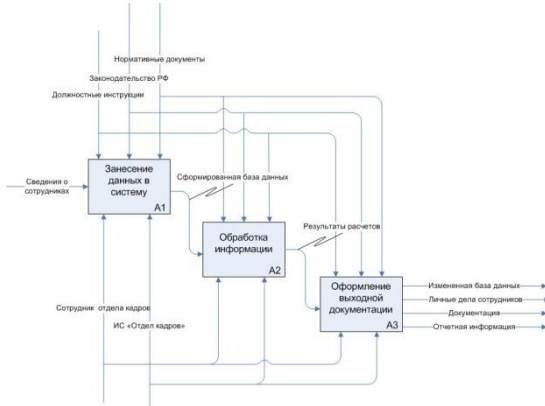 Нормативные документы
Законодательство РФ
Должностные инструкции
Занесение
данных в
систему
A1
Сведения о
сотрудниках
Сформированная база данных
Обработка
информации
A2
Результаты расчетов
Оформление
выходной
документации
A3
Измененная база данных
Личные дела сотрудников
Документация
Отчетная информация
Сотрудник отдела кадров
ИС «Отдел кадров»